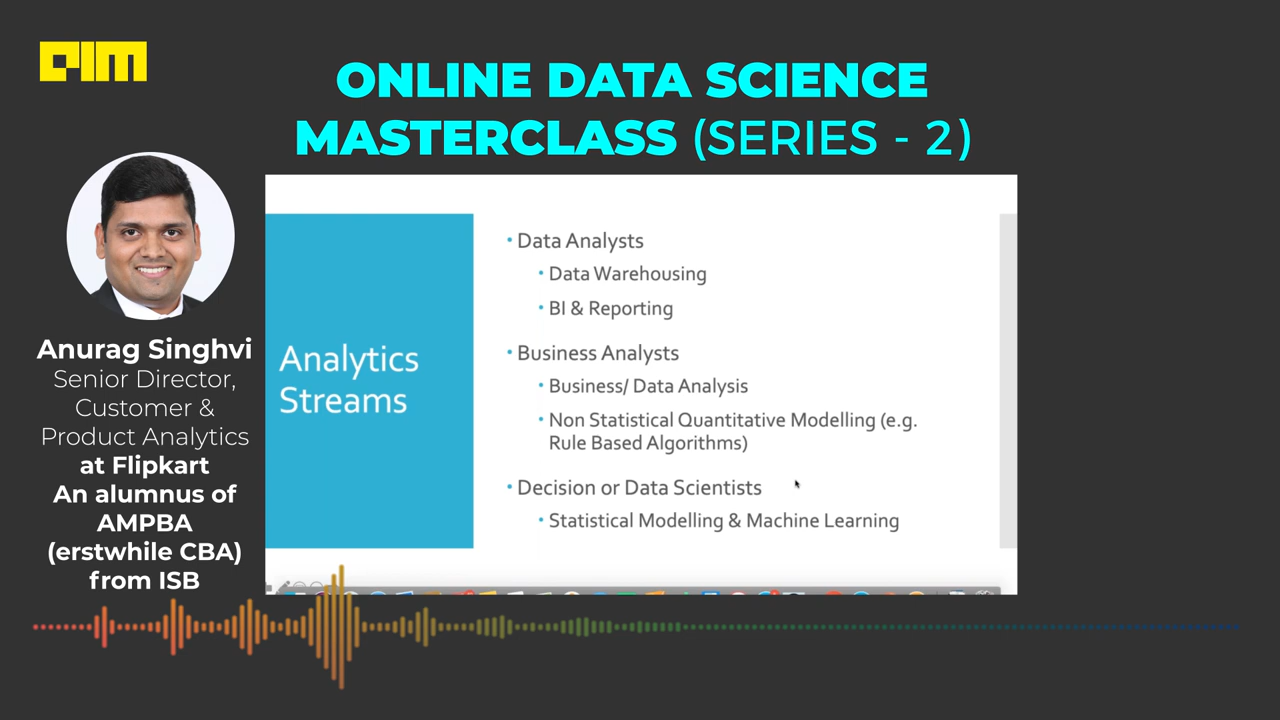 AIM
ONLINE DATA SCIENCE
MASTERCLASS (SERIES - 2)
Anurag Singhvi
Senior Director,
Customer &
Product Analytics
at Flipkart
An alumnus of
AMPBA
(erstwhile CBA)
from ISB
Analytics
Streams
• Data Analysts
• Data Warehousing
• BI & Reporting
• Business Analysts
• Business/ Data Analysis
• Non Statistical Quantitative Modelling (e.g.
Rule Based Algorithms)
• Decision or Data Scientists
• Statistical Modelling & Machine Learning